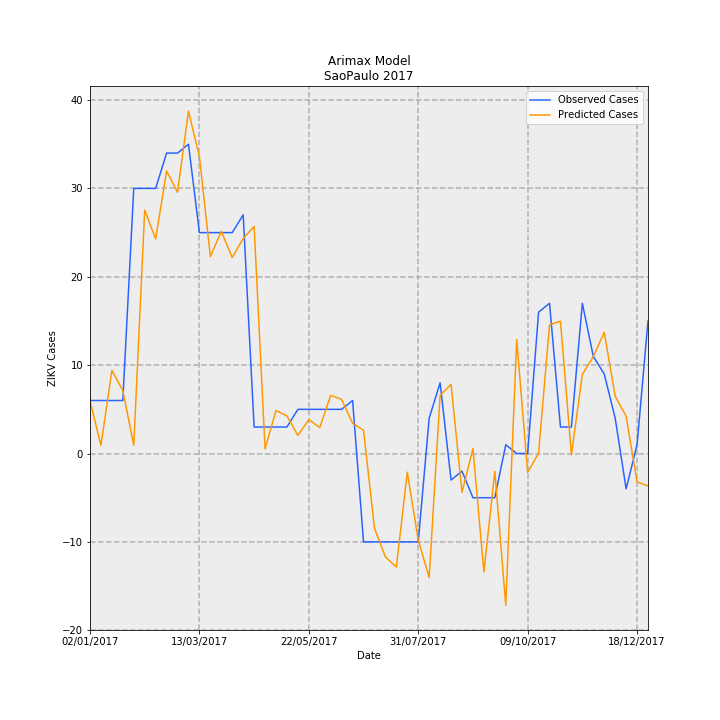 Arimax Model
SaoPaulo 2017
Observed Cases
Predicted Cases
ZIKV Cases
40
30
20
10
0
−10
−20
02/01/2017 13/03/2017 22/05/2017 31/07/2017 09/10/2017 18/12/2017
Date